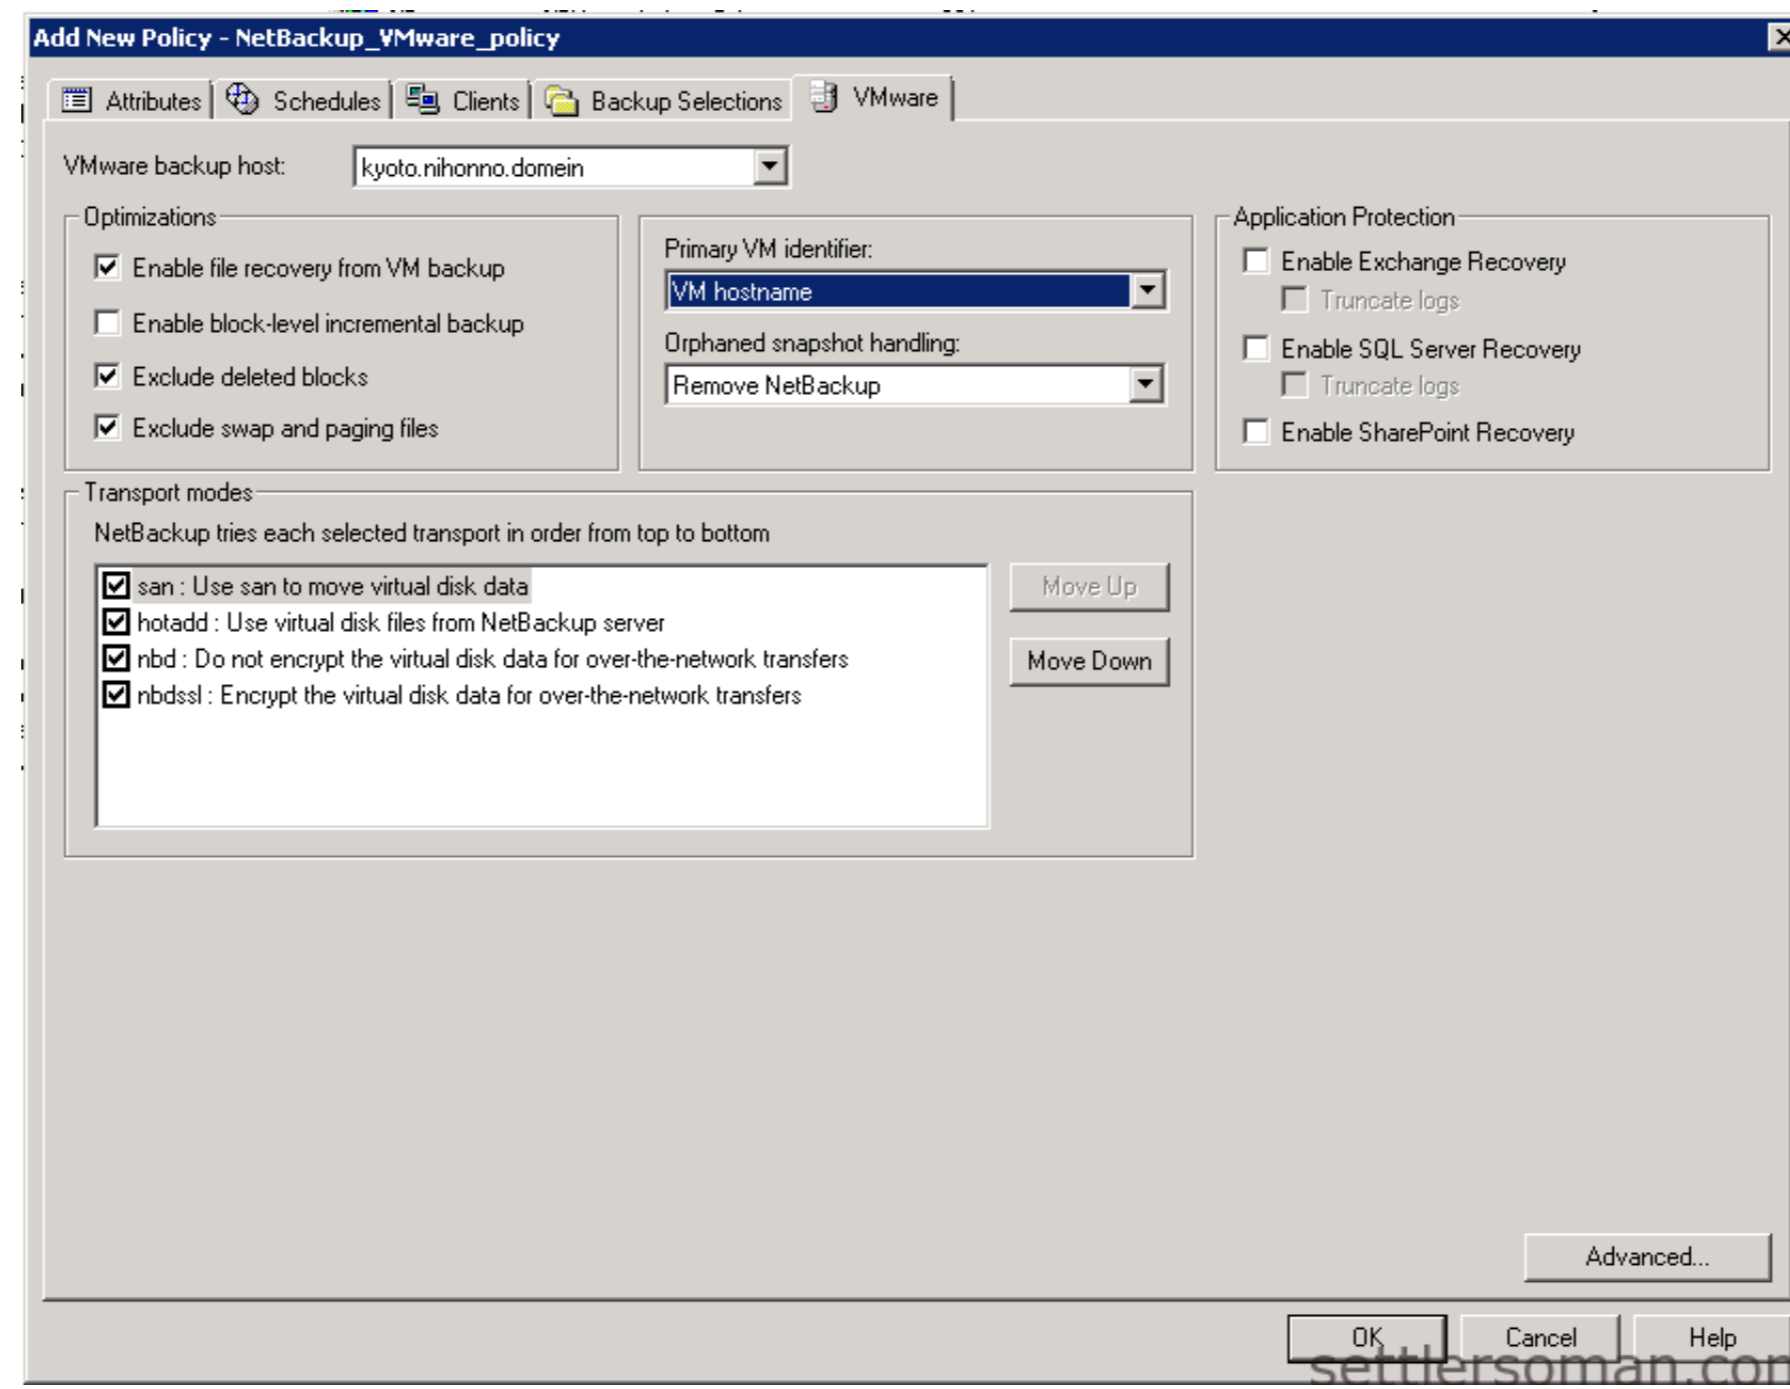 Add New Policy - NetBackup_VMware_policy
Attributes Schedules Clients Backup Selections VMware
VMware backup host: kyoto.nihonno.domein
Optimizations
Enable file recovery from VM backup
Enable block-level incremental backup
Exclude deleted blocks
Exclude swap and paging files
Primary VM identifier:
VM hostname
Orphaned snapshot handling:
Remove NetBackup
Application Protection
Enable Exchange Recovery
Truncate logs
Enable SQL Server Recovery
Truncate logs
Enable SharePoint Recovery
Transport modes
NetBackup tries each selected transport in order from top to bottom
san : Use san to move virtual disk data
hotadd : Use virtual disk files from NetBackup server
nbd : Do not encrypt the virtual disk data for over-the-network transfers
nbdssl : Encrypt the virtual disk data for over-the-network transfers
Move Up
Move Down
Advanced...
OK Cancel Help
settlersoman.com